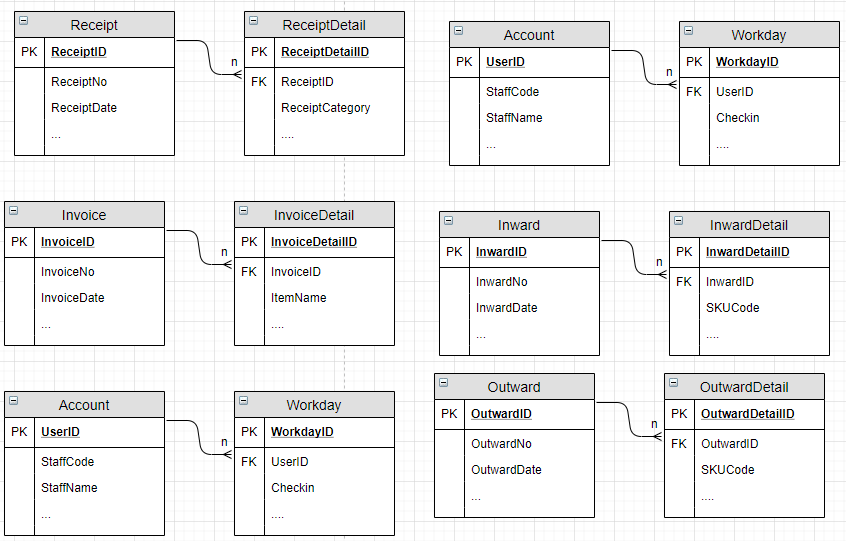 Receipt
PK ReceiptID
ReceiptNo
ReceiptDate
...
n
ReceiptDetail
PK ReceiptDetailID
FK ReceiptID
ReceiptCategory
....
Account
PK UserID
StaffCode
StaffName
...
n
Workday
PK WorkdayID
FK UserID
Checkin
....
Invoice
PK InvoiceID
InvoiceNo
InvoiceDate
...
n
InvoiceDetail
PK InvoiceDetailID
FK InvoiceID
ItemName
....
Inward
PK InwardID
InwardNo
InwardDate
...
n
InwardDetail
PK InwardDetailID
FK InwardID
SKUCode
....
Account
PK UserID
StaffCode
StaffName
...
n
Workday
PK WorkdayID
FK UserID
Checkin
....
Outward
PK OutwardID
OutwardNo
OutwardDate
...
n
OutwardDetail
PK OutwardDetailID
FK OutwardID
SKUCode
....